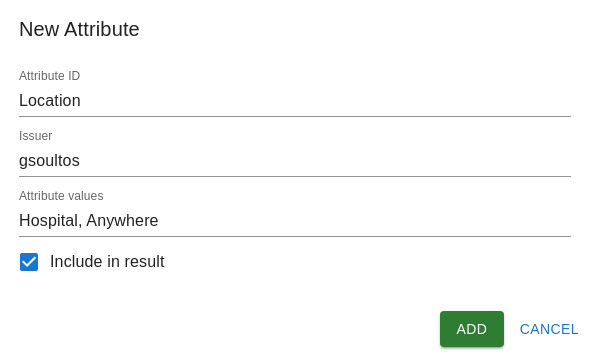 New Attribute
Attribute ID
Location
Issuer
gsoultos
Attribute values
Hospital, Anywhere
Include in result
ADD CANCEL